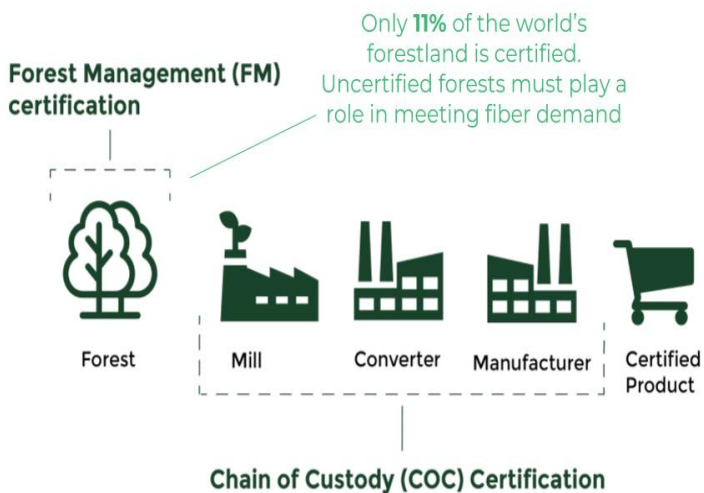 Only 11% of the world's
forestland is certified.
Uncertified forests must play a
role in meeting fiber demand
Forest Management (FM)
certification
Forest
Mill
Converter
Manufacturer
Certified
Product
Chain of Custody (COC) Certification